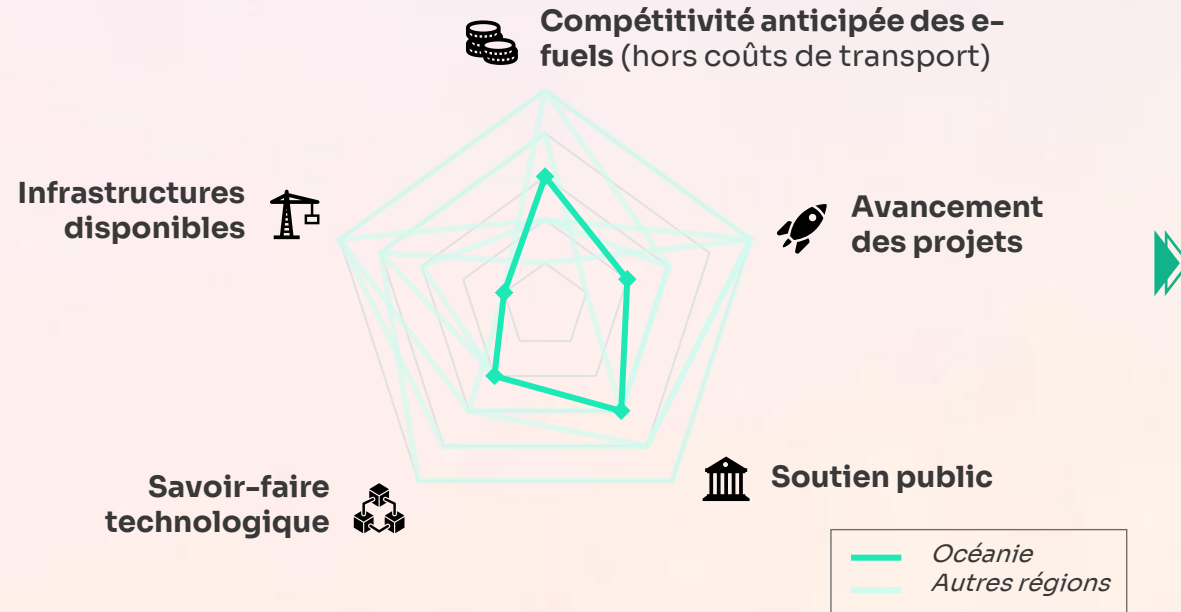 Compétitivité anticipée des e-
fuels (hors coûts de transport)
Infrastructures
disponibles
Avancement
des projets
Savoir-faire
technologique
Soutien public
Océanie
Autres régions